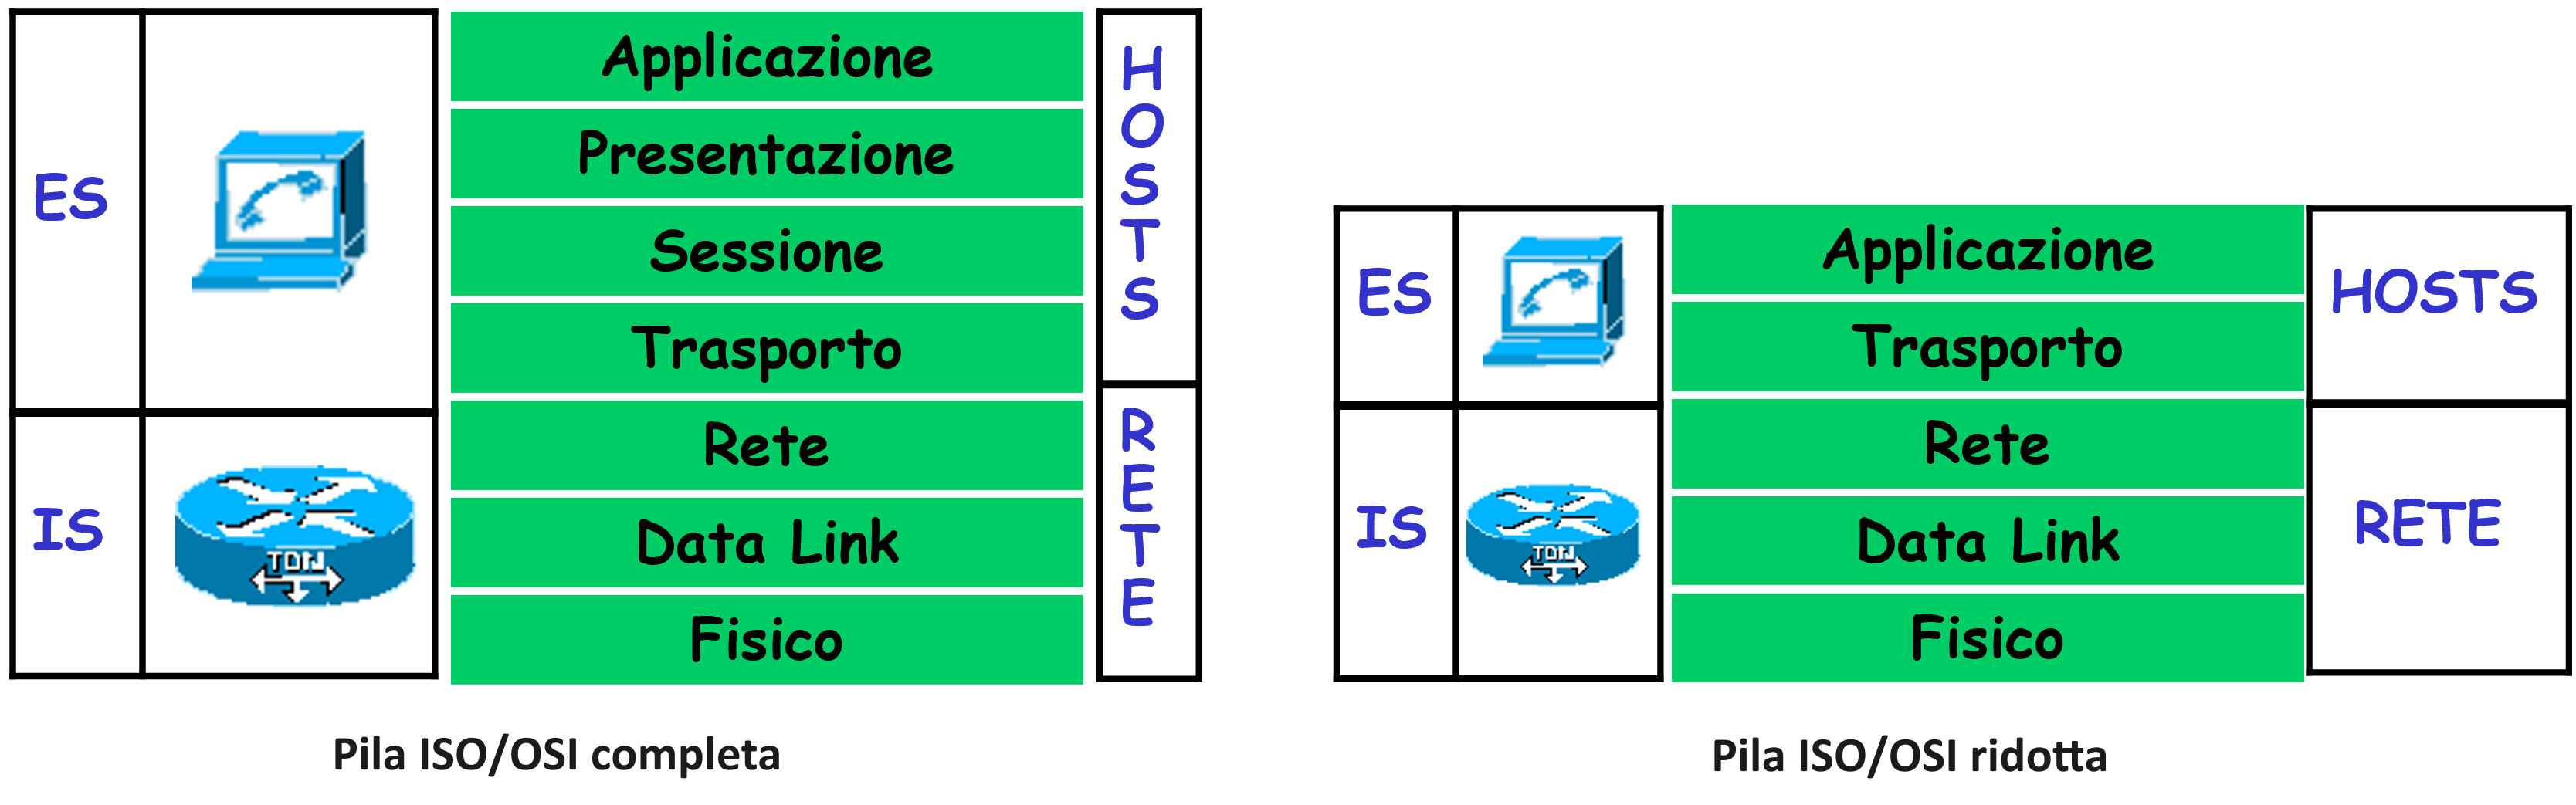 ES
IS
TDN
Applicazione
Presentazione
Sessione
Trasporto
Rete
Data Link
Fisico
HOSTS
RETE
Pila ISO/OSI completa
ES
IS
TDN
Applicazione
Trasporto
Rete
Data Link
Fisico
HOSTS
RETE
Pila ISO/OSI ridotta